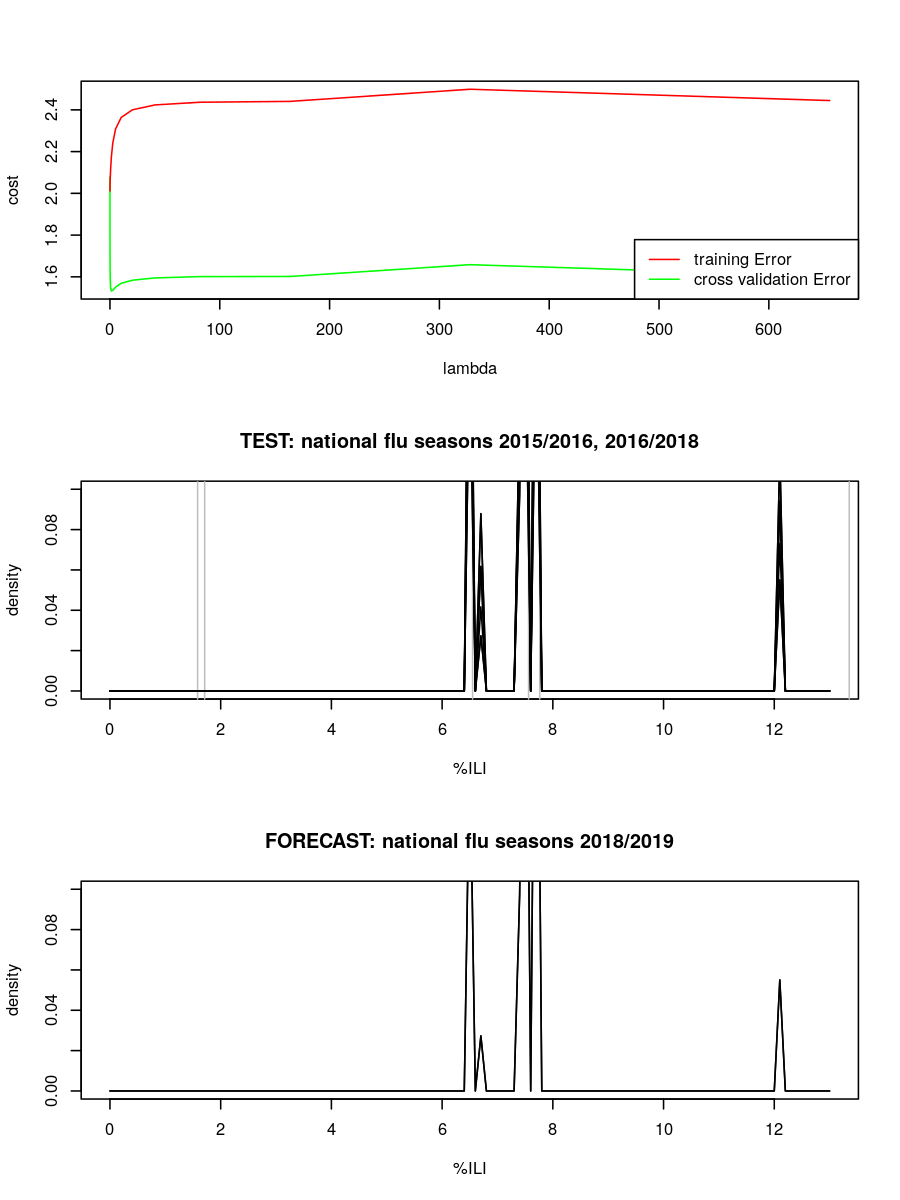 cost
2.4
2.2
2.0
1.8
1.6
training Error
cross validation Error
0 100 200 300 400 500 600
lambda
TEST: national flu seasons 2015/2016, 2016/2018
density
0.08
0.04
0.00
0 2 4 6 8 10 12
%ILI
FORECAST: national flu seasons 2018/2019
density
0.08
0.04
0.00
0 2 4 6 8 10 12
%ILI